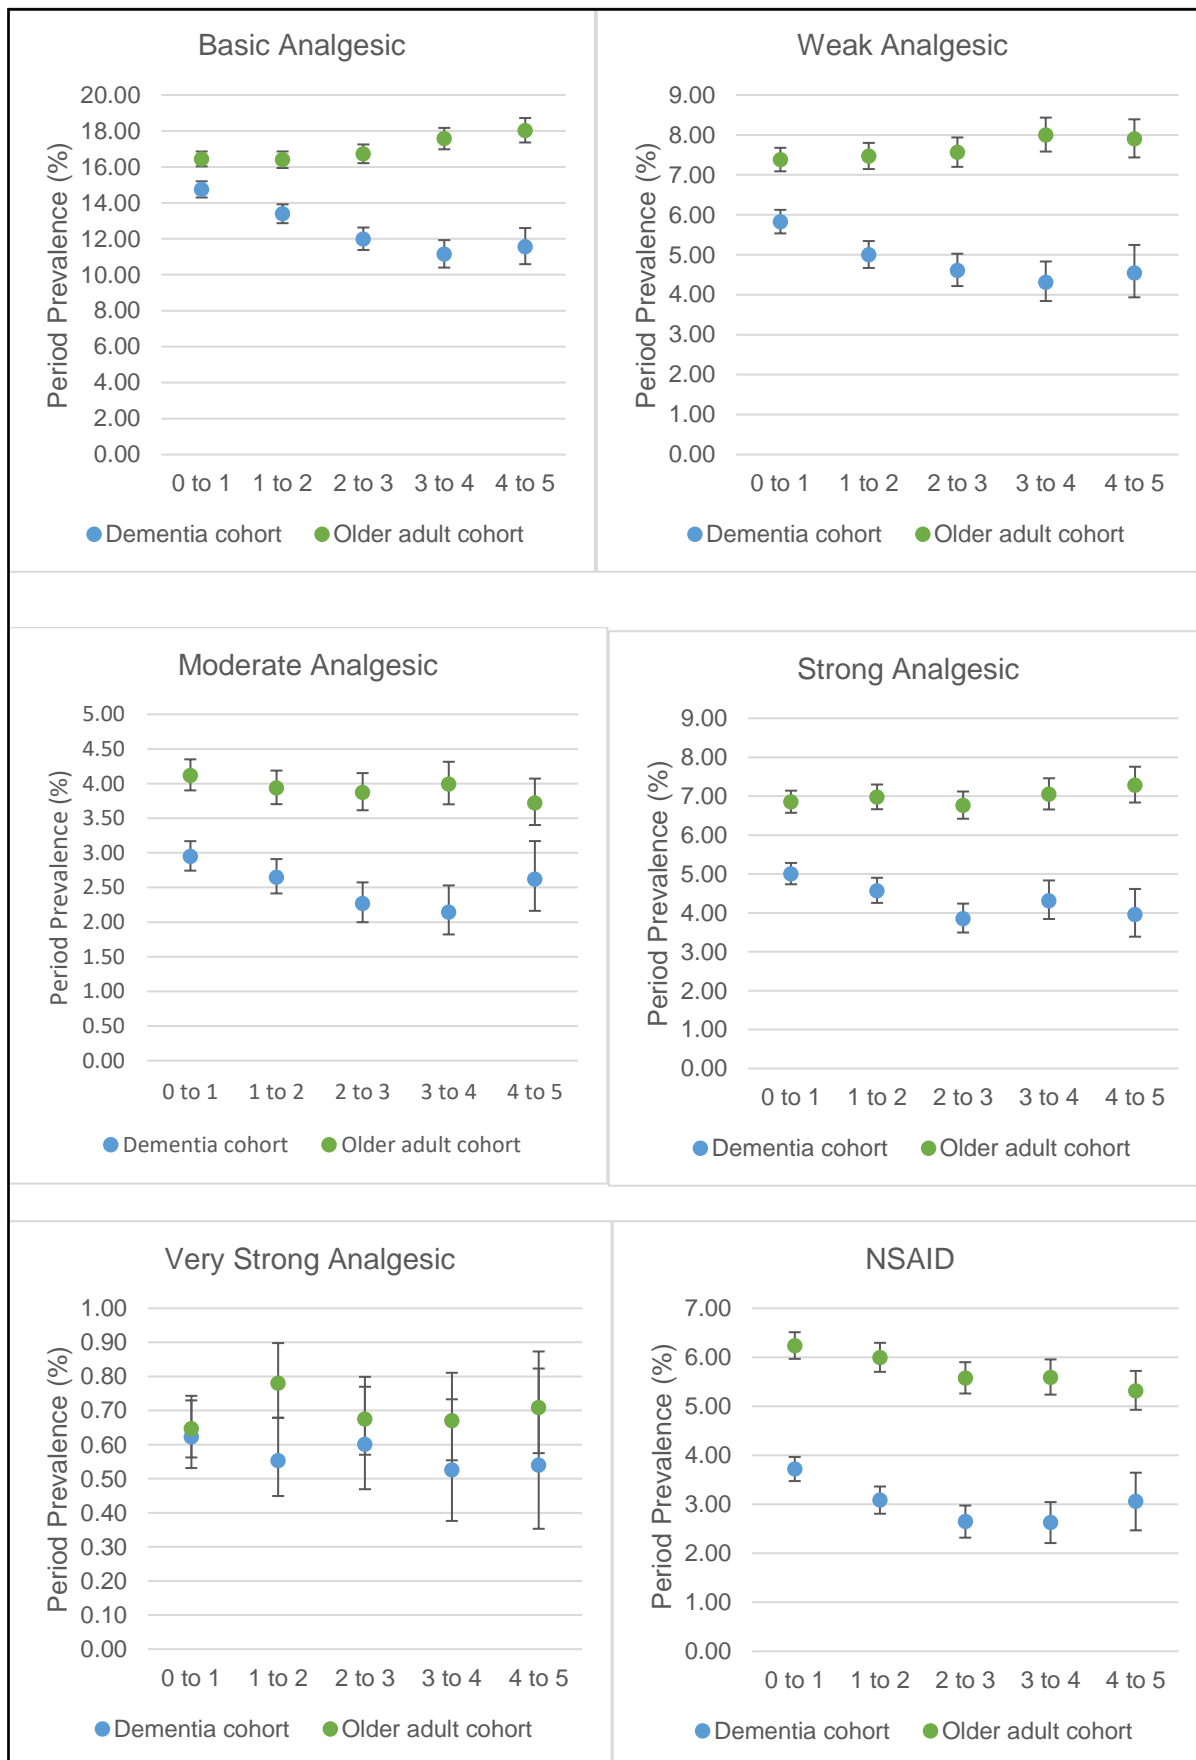 Basic Analgesic
Period Prevalence (%)
20.00
18.00
16.00
14.00
12.00
10.00
8.00
6.00
4.00
2.00
0.00
0 to 1 1 to 2 2 to 3 3 to 4 4 to 5
Dementia cohort Older adult cohort
Weak Analgesic
Period Prevalence (%)
9.00
8.00
7.00
6.00
5.00
4.00
3.00
2.00
1.00
0.00
0 to 1 1 to 2 2 to 3 3 to 4 4 to 5
Dementia cohort Older adult cohort
Moderate Analgesic
Period Prevalence (%)
5.00
4.50
4.00
3.50
3.00
2.50
2.00
1.50
1.00
0.50
0.00
0 to 1 1 to 2 2 to 3 3 to 4 4 to 5
Dementia cohort Older adult cohort
Strong Analgesic
Period Prevalence (%)
9.00
8.00
7.00
6.00
5.00
4.00
3.00
2.00
1.00
0.00
0 to 1 1 to 2 2 to 3 3 to 4 4 to 5
Dementia cohort Older adult cohort
Very Strong Analgesic
Period Prevalence (%)
1.00
0.90
0.80
0.70
0.60
0.50
0.40
0.30
0.20
0.10
0.00
0 to 1 1 to 2 2 to 3 3 to 4 4 to 5
Dementia cohort Older adult cohort
NSAID
Period Prevalence (%)
7.00
6.00
5.00
4.00
3.00
2.00
1.00
0.00
0 to 1 1 to 2 2 to 3 3 to 4 4 to 5
Dementia cohort Older adult cohort